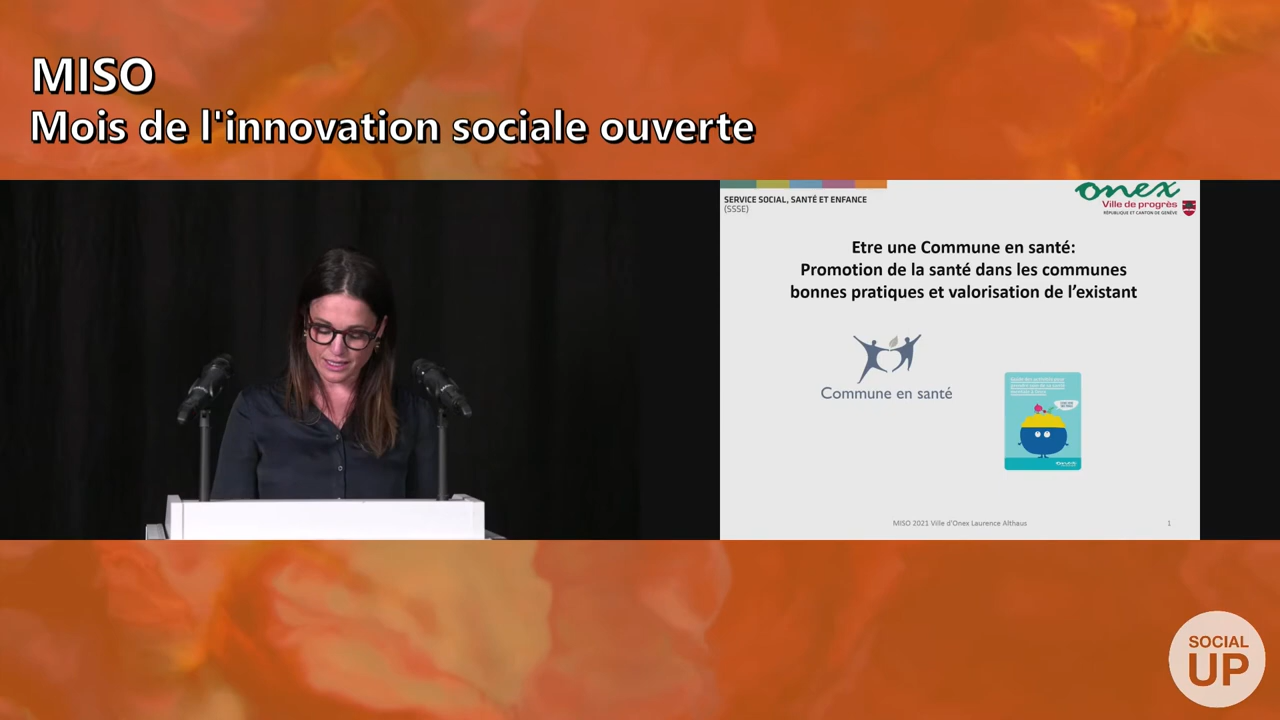 MISO
Mois de l'innovation sociale ouverte
SERVICE SOCIAL, SANTÉ ET ENFANCE
(SSSE)
onex
Ville de progrès
RÉPUBLIQUE ET CANTON DE GENÈVE
Etre une Commune en santé:
Promotion de la santé dans les communes
bonnes pratiques et valorisation de l’existant
Commune en santé
MISO 2021 Ville d'Onex Laurence Althaus
1
SOCIAL
UP